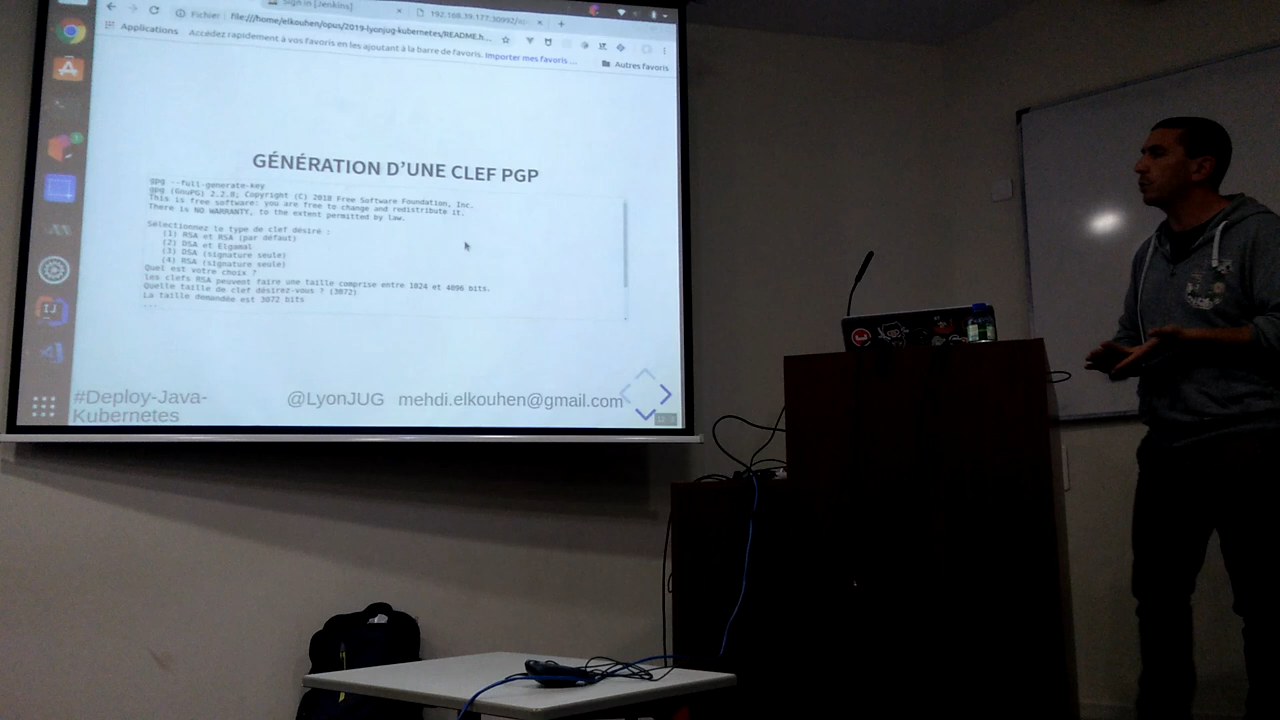 Sign in [Jenkins]
192.168.39.177:30992/
Fichier
file:///home/elkouhen/opus/2019-lyonjug-kubernetes/README.h...
Applications
Accédez rapidement à vos favoris en les ajoutant à la barre de favoris. Importer mes favoris ...
Autres favoris
GÉNÉRATION D'UNE CLEF PGP
gpg --full-generate-key
gpg (GnuPG) 2.2.8, Copyright (C) 2018 Free Software Foundation, Inc.
This is free software: you are free to change and redistribute it.
There is NO WARRANTY, to the extent permitted by law.
Sélectionnez le type de clef désiré :
(1) RSA et RSA (par défaut)
(2) DSA et Elgamal
(3) DSA (signature seule)
(4) RSA (signature seule)
Quel est votre choix ?
les clefs RSA peuvent faire une taille comprise entre 1024 et 4096 bits.
Quelle taille de clef désirez-vous ? (3072)
La taille demandée est 3072 bits
...
#Deploy-Java-
Kubernetes
@LyonJUG
mehdi.elkouhen@gmail.com